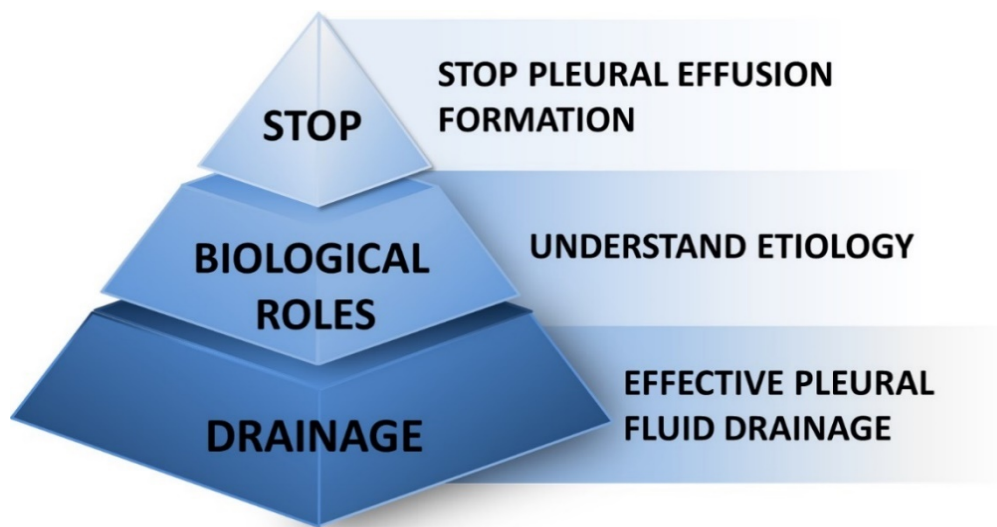 STOP
STOP PLEURAL EFFUSION
FORMATION
BIOLOGICAL
ROLES
UNDERSTAND ETIOLOGY
DRAINAGE
EFFECTIVE PLEURAL
FLUID DRAINAGE